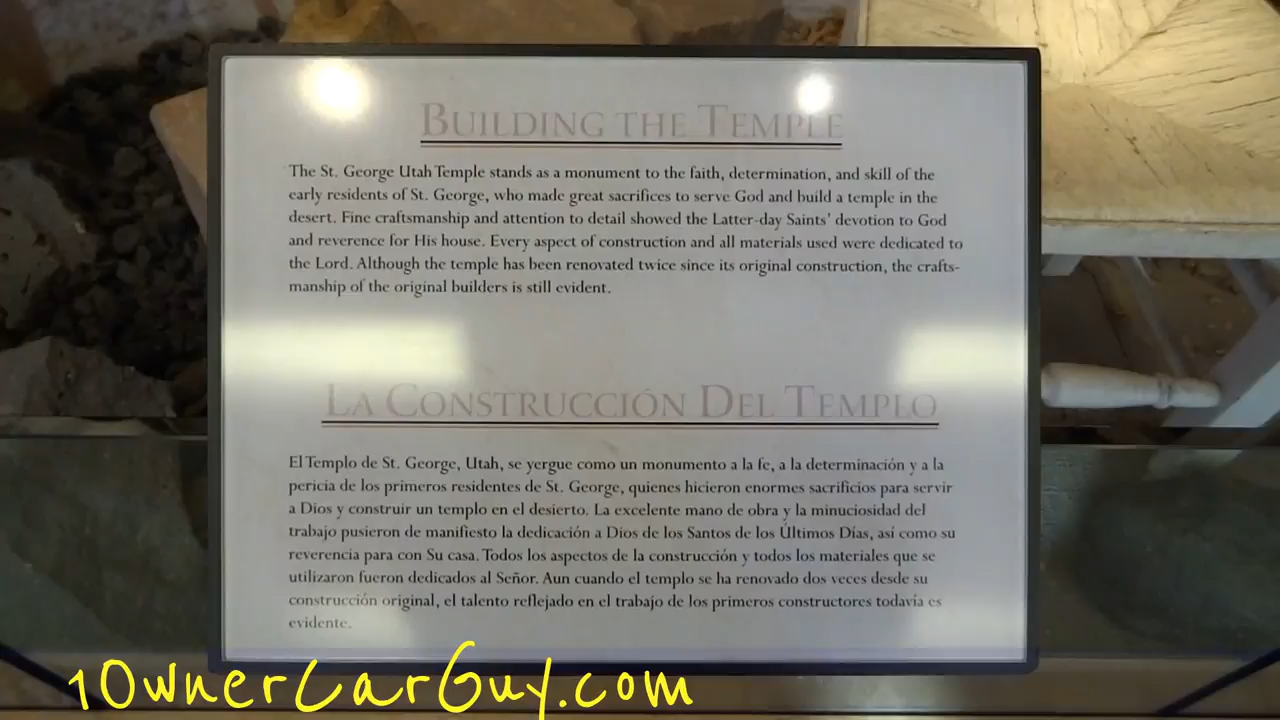 BUILDING THE TEMPLE
The St. George Utah Temple stands as a monument to the faith, determination, and skill of the
early residents of St. George, who made great sacrifices to serve God and build a temple in the
desert. Fine craftsmanship and attention to detail showed the Latter-day Saints' devotion to God
and reverence for His house. Every aspect of construction and all materials used were dedicated to
the Lord. Although the temple has been renovated twice since its original construction, the crafts-
manship of the original builders is still evident.
LA CONSTRUCCIÓN DEL TEMPLO
El Templo de St. George, Utah, se yergue como un monumento a la fe, a la determinación y a la
pericia de los primeros residentes de St. George, quienes hicieron enormes sacrificios para servir
a Dios y construir un templo en el desierto. La excelente mano de obra y la minuciosidad del
trabajo pusieron de manifiesto la dedicación a Dios de los Santos de los Últimos Días, así como su
reverencia para con Su casa. Todos los aspectos de la construcción y todos los materiales que se
utilizaron fueron dedicados al Señor. Aun cuando el templo se ha renovado dos veces desde su
construcción original, el talento reflejado en el trabajo de los primeros constructores todavía es
evidente.
1OwnerCarGuy.com